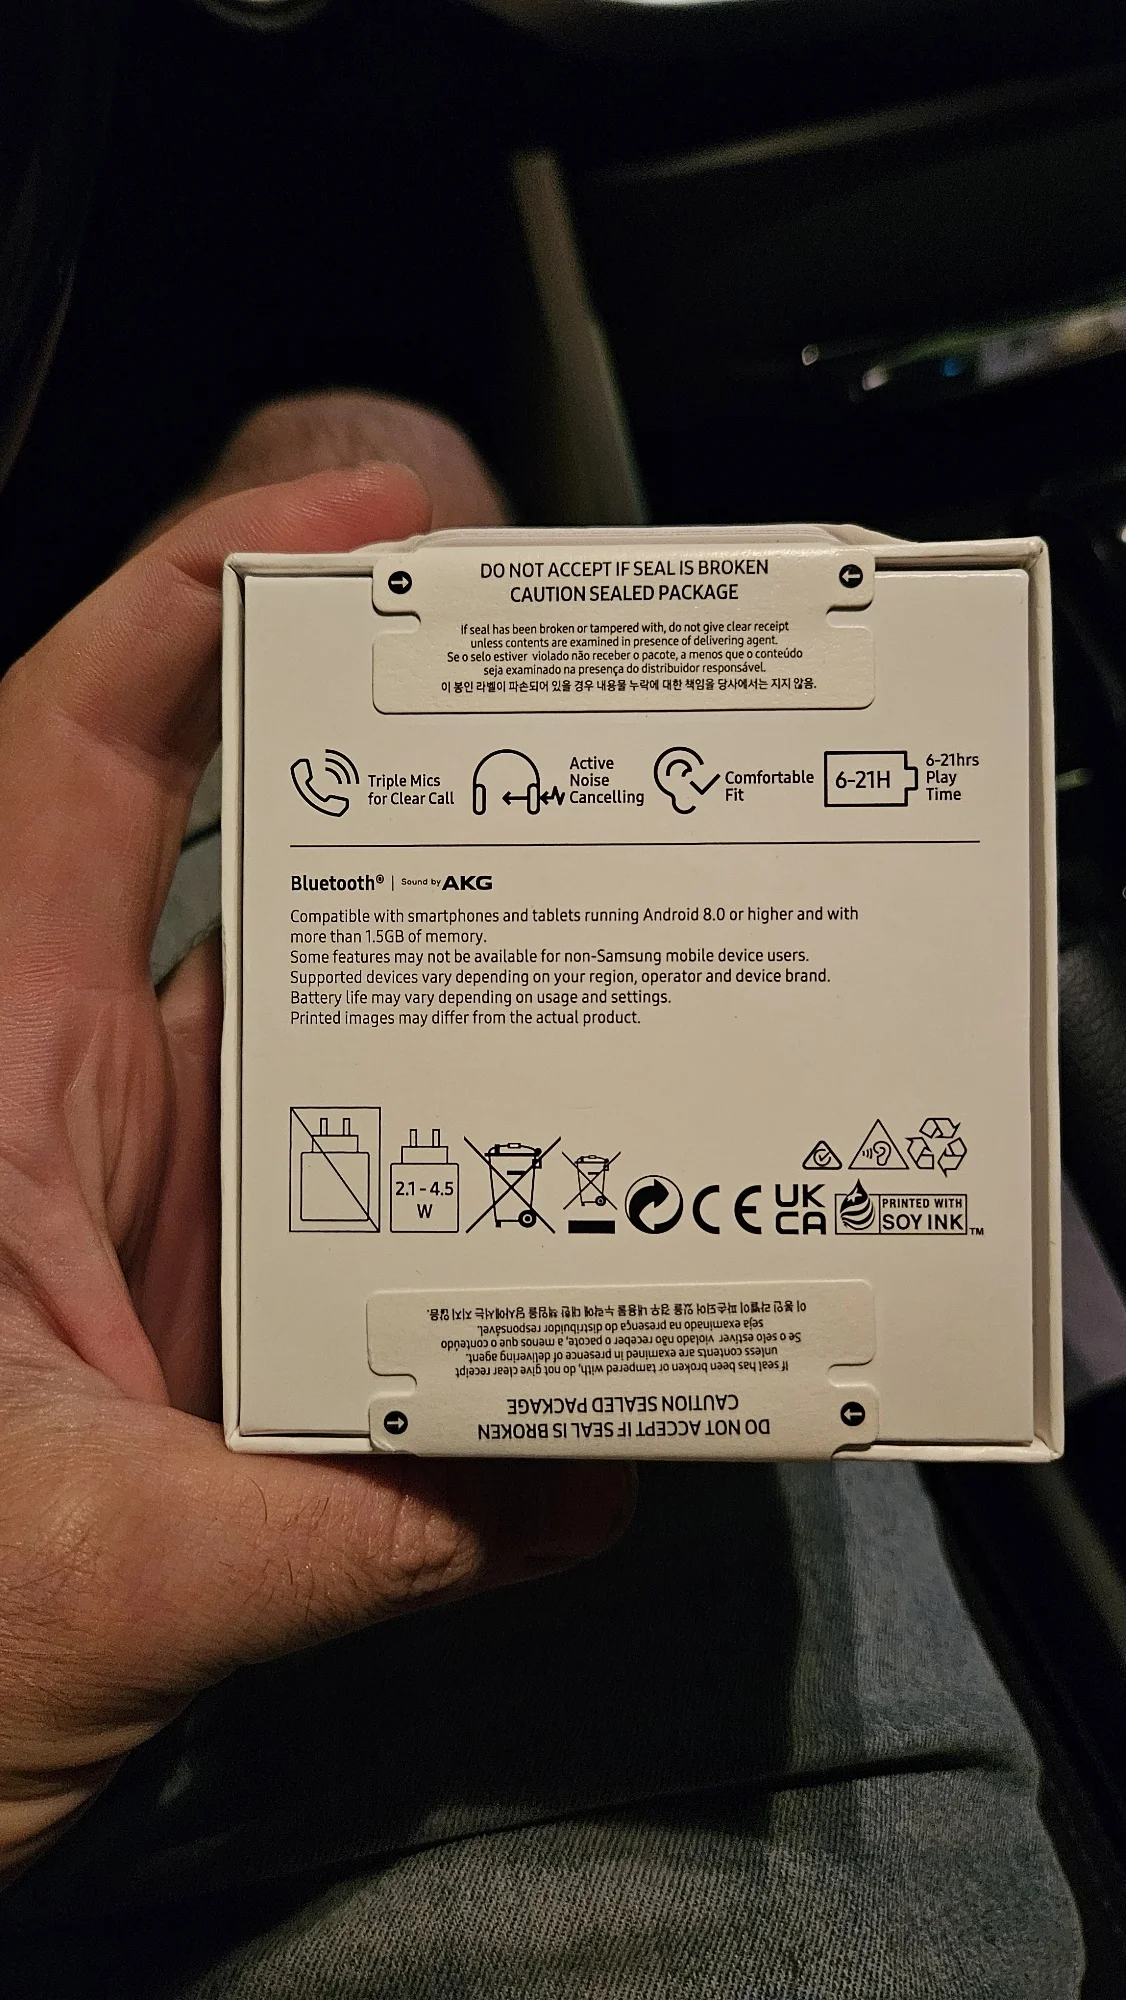 DO NOT ACCEPT IF SEAL IS BROKEN
CAUTION SEALED PACKAGE
If seal has been broken or tampered with, do not give clear receipt
unless contents are examined in presence of delivering agent.
Se o selo estiver violado não receber o pacote, a menos que o conteúdo
seja examinado na presença do distribuidor responsável.
이 봉인 라벨이 파손되어 있을 경우 내용물 누락에 대한 책임을 당사에서는 지지 않음.
Triple Mics
for Clear Call
Active
Noise
Cancelling
Comfortable
Fit
6-21H
6-21hrs
Play
Time
Bluetooth® | Sound by AKG
Compatible with smartphones and tablets running Android 8.0 or higher and with
more than 1.5GB of memory.
Some features may not be available for non-Samsung mobile device users.
Supported devices vary depending on your region, operator and device brand.
Battery life may vary depending on usage and settings.
Printed images may differ from the actual product.
2.1 - 4.5
W
CE
UK
CA
PRINTED WITH
SOY INK™
DO NOT ACCEPT IF SEAL IS BROKEN
CAUTION SEALED PACKAGE
If seal has been broken or tampered with, do not give clear receipt
unless contents are examined in presence of delivering agent.
Se o selo estiver violado não receber o pacote, a menos que o conteúdo
seja examinado na presença do distribuidor responsável.
이 봉인 라벨이 파손되어 있을 경우 내용물 누락에 대한 책임을 당사에서는 지지 않음.